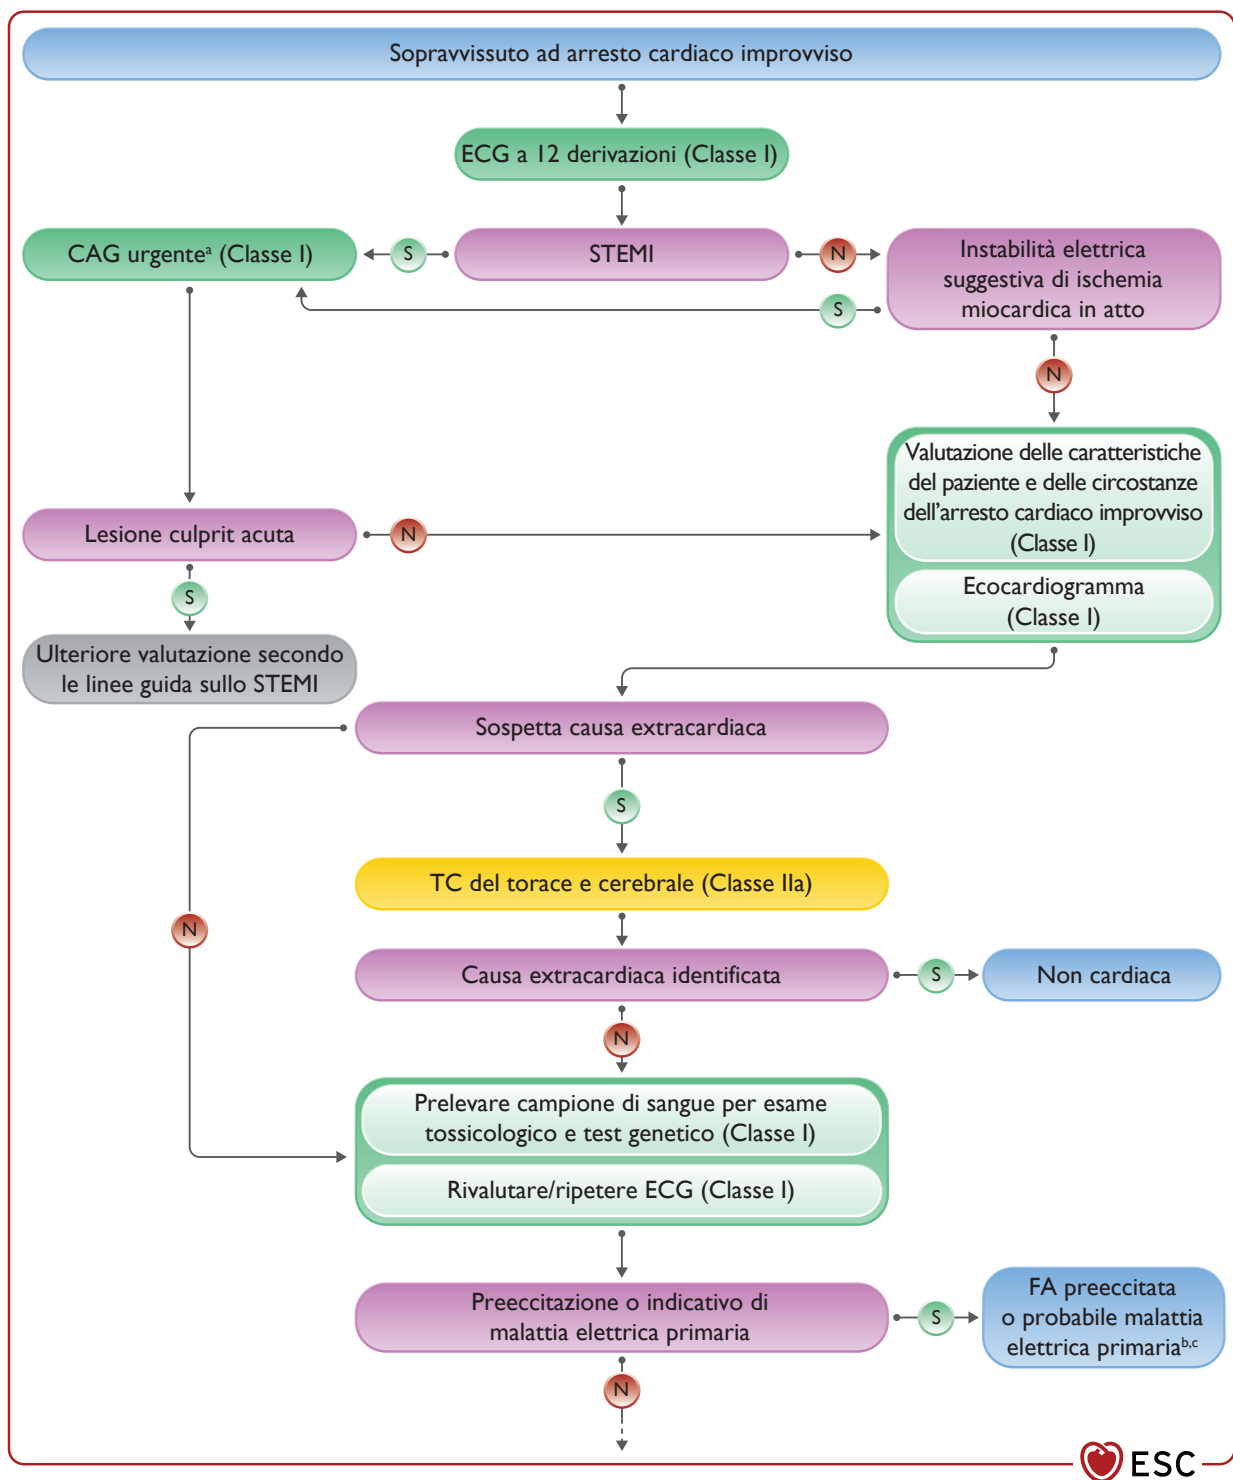 Sopravvissuto ad arresto cardiaco improvviso
ECG a 12 derivazioni (Classe I)
CAG urgenteᵃ (Classe I)
S
STEMI
N
Instabilità elettrica
suggestiva di ischemia
miocardica in atto
S
N
Valutazione delle caratteristiche
del paziente e delle circostanze
dell’arresto cardiaco improvviso
(Classe I)
Lesione culprit acuta
N
Ecocardiogramma
(Classe I)
S
Ulteriore valutazione secondo
le linee guida sullo STEMI
Sospetta causa extracardiaca
S
TC del torace e cerebrale (Classe IIa)
N
Causa extracardiaca identificata
S
Non cardiaca
N
Prelevare campione di sangue per esame
tossicologico e test genetico (Classe I)
Rivalutare/ripetere ECG (Classe I)
Preeccitazione o indicativo di
malattia elettrica primaria
S
FA preeccitata
o probabile malattia
elettrica primariaᵇ,ᶜ
N
ESC